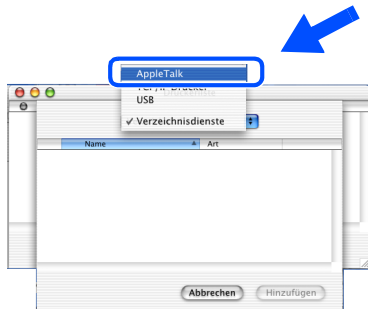 AppleTalk
USB
✓ Verzeichnisdienste
Name Art
Abbrechen Hinzufügen